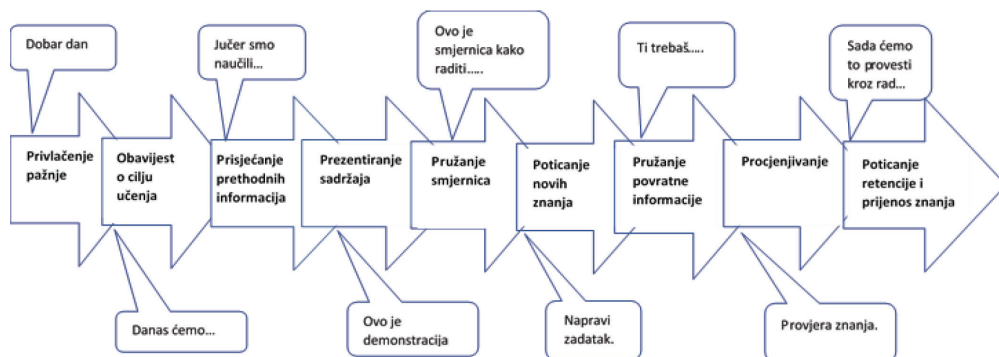 Dobar dan
Jučer smo
naučili...
Ovo je
smjernica kako
raditi.....
Ti trebaš.....
Sada ćemo
to provesti
kroz rad...
Privlačenje
pažnje
Obavijest
o cilju
učenja
Prisjećanje
prethodnih
informacija
Prezentiranje
sadržaja
Pružanje
smjernica
Poticanje
novih
znanja
Pružanje
povratne
informacije
Procjenjivanje
Poticanje
retencije i
prijenos znanja
Danas ćemo...
Ovo je
demonstracija
Napravi
zadatak.
Provjera znanja.